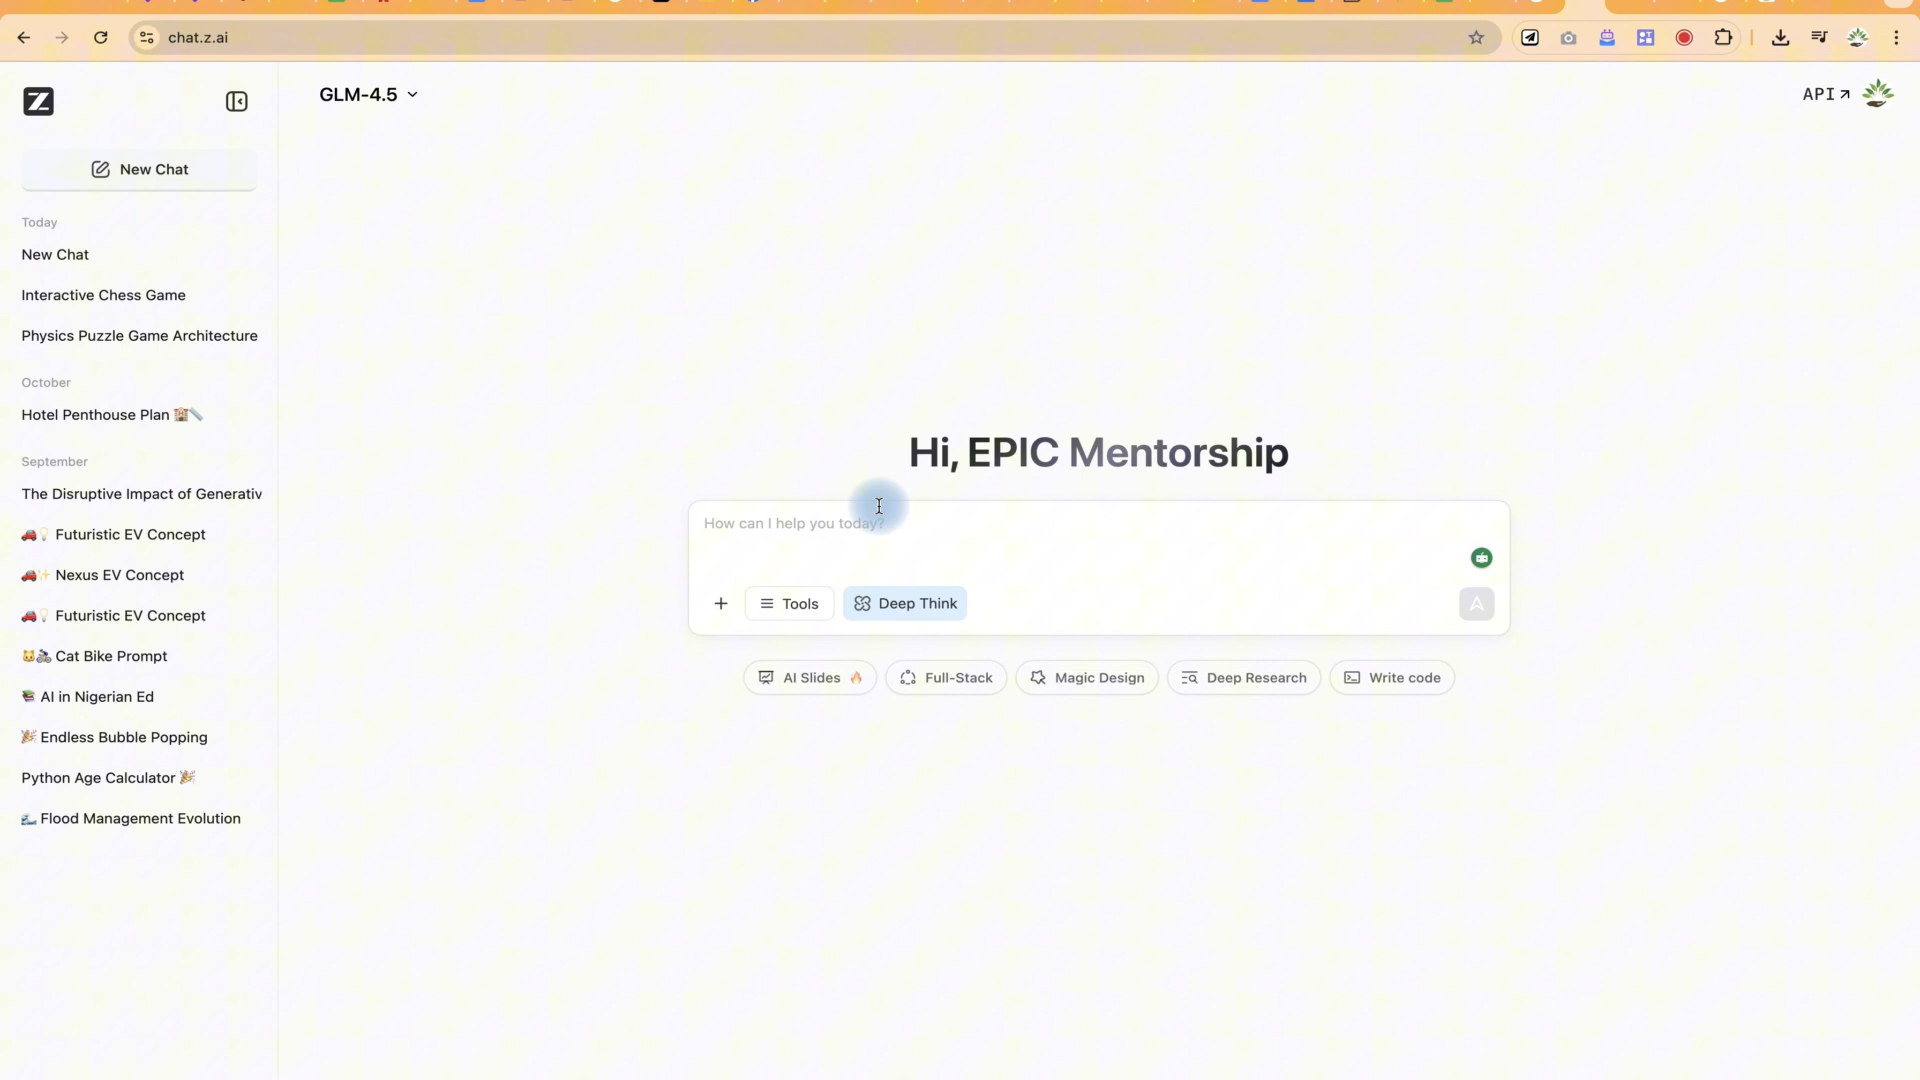 chat.z.ai
Z
GLM-4.5
API
New Chat
Today
New Chat
Interactive Chess Game
Physics Puzzle Game Architecture
October
Hotel Penthouse Plan
September
The Disruptive Impact of Generativ
Futuristic EV Concept
Nexus EV Concept
Futuristic EV Concept
Cat Bike Prompt
AI in Nigerian Ed
Endless Bubble Popping
Python Age Calculator
Flood Management Evolution
Hi, EPIC Mentorship
How can I help you today?
Tools
Deep Think
AI Slides
Full-Stack
Magic Design
Deep Research
Write code